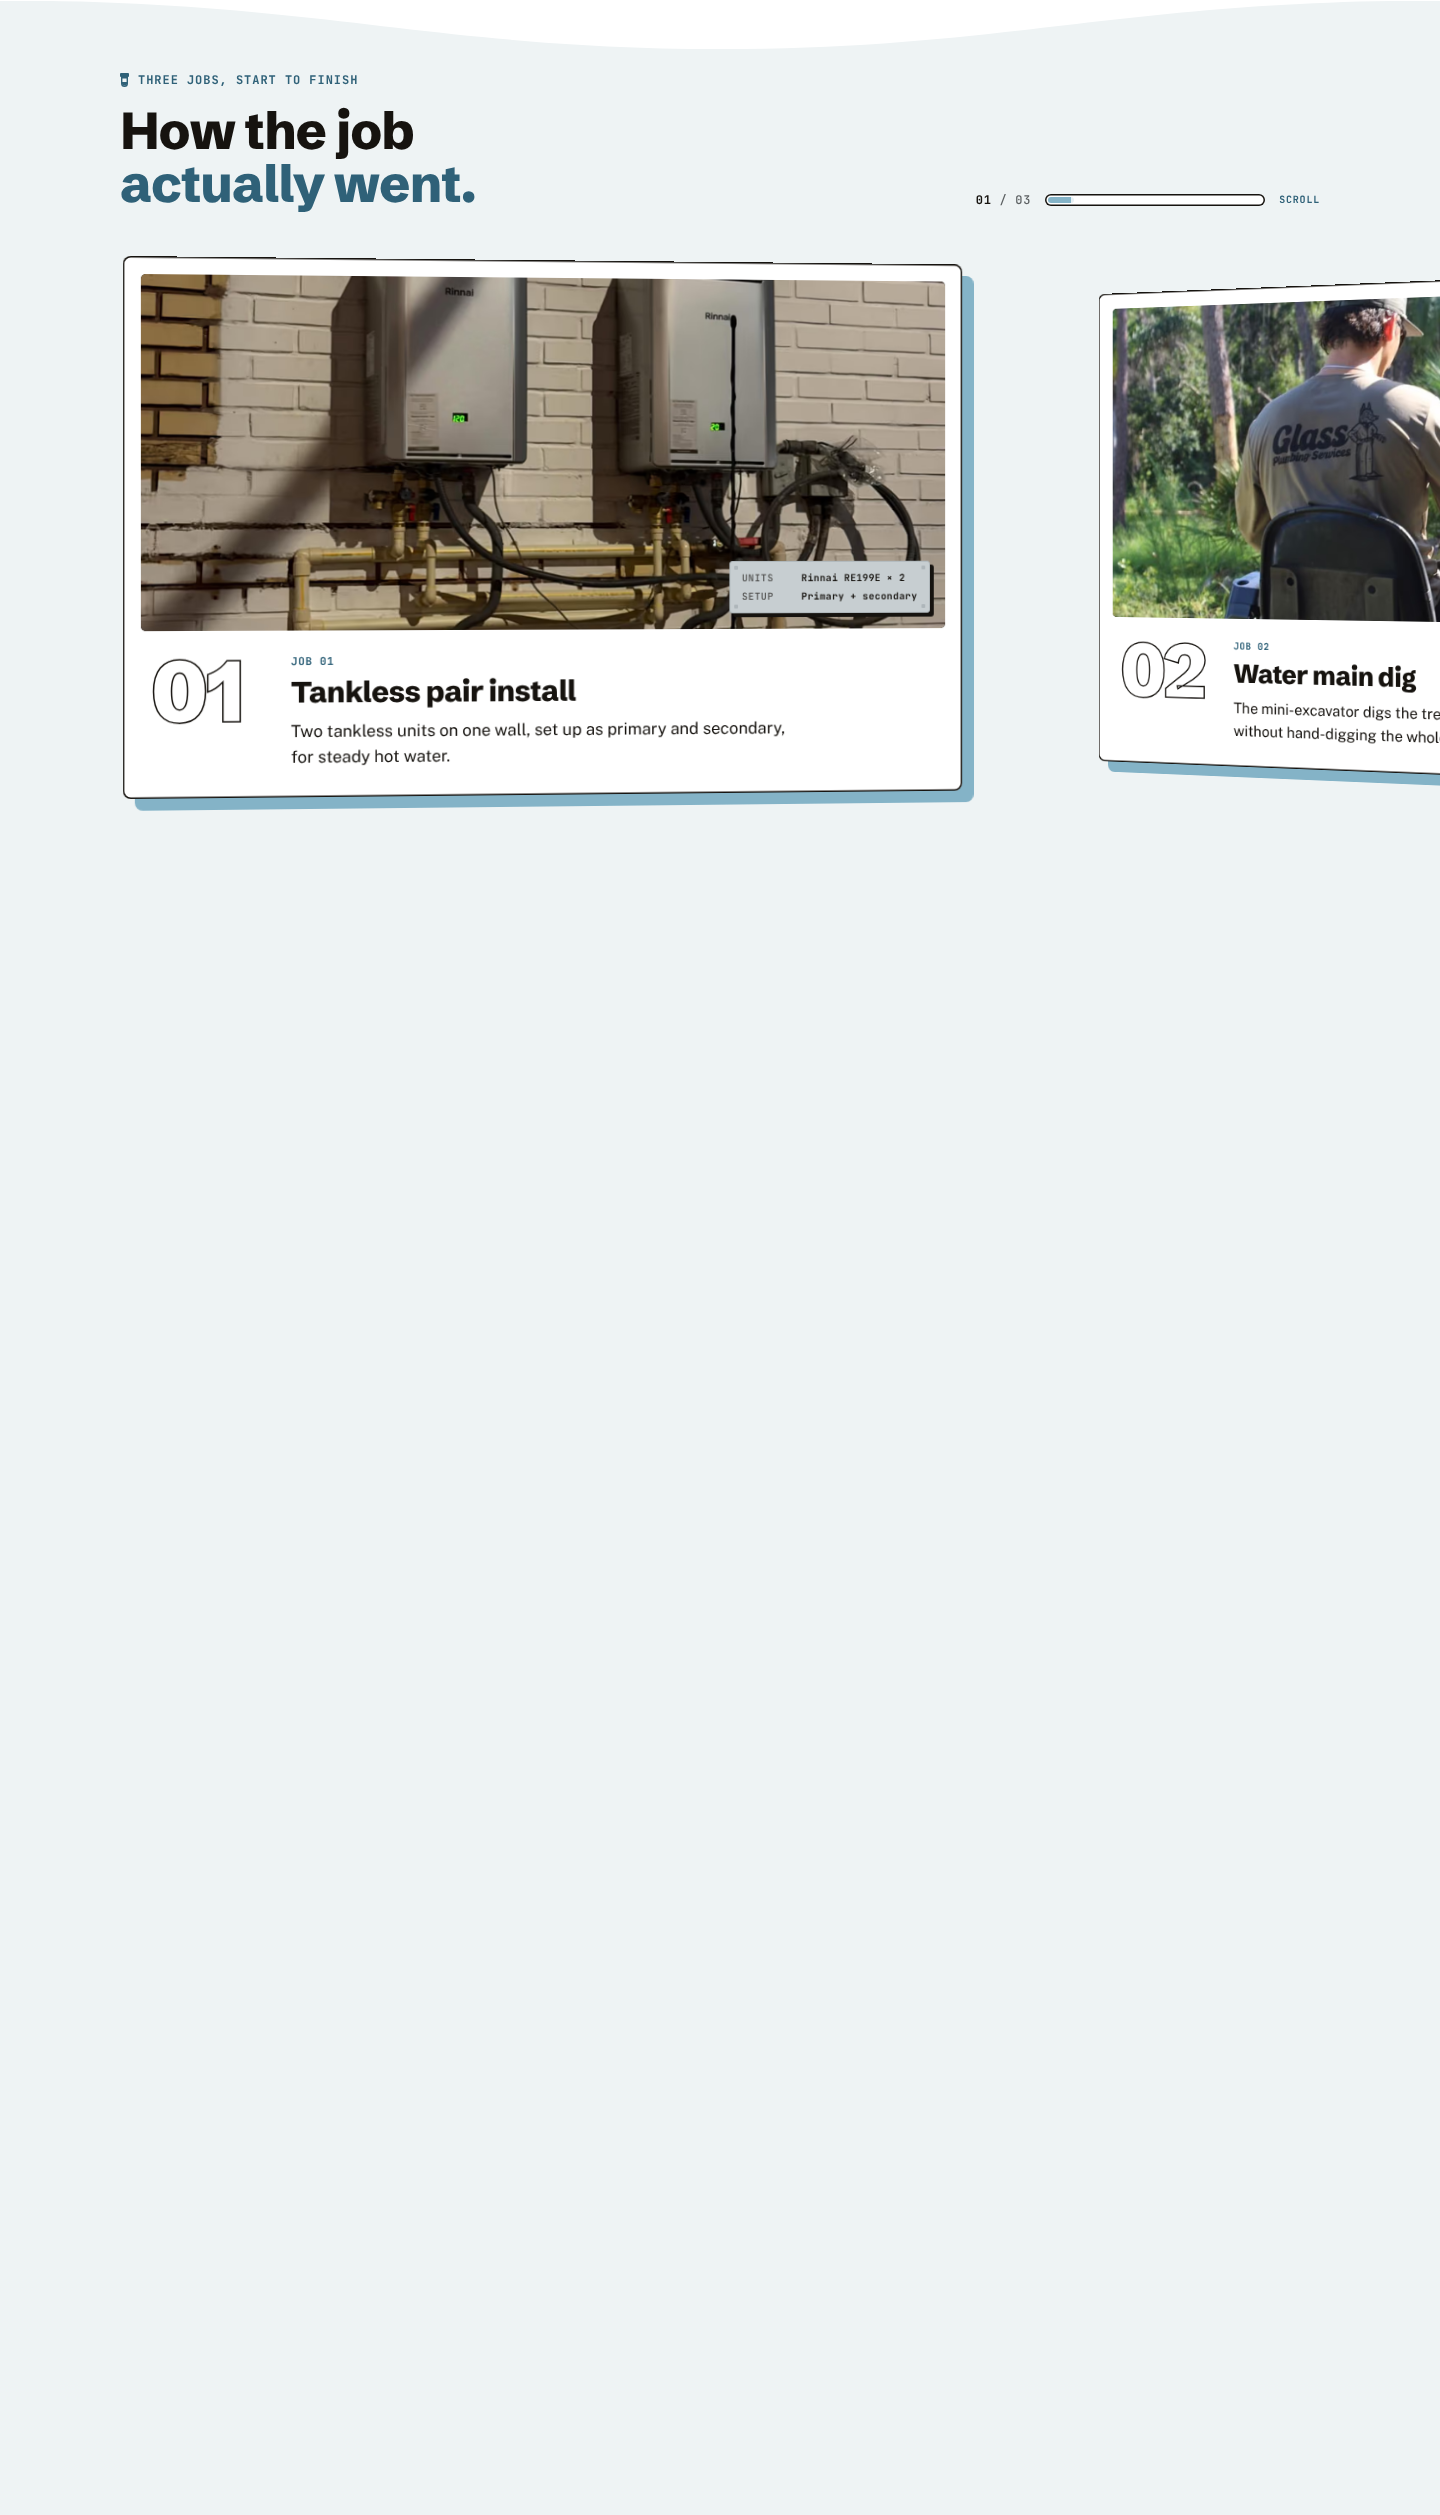 THREE JOBS, START TO FINISH
How the job
actually went.
01 / 03
SCROLL
Rinnai
Rinnai
120
20
UNITS Rinnai RE199E × 2
SETUP Primary + secondary
01
JOB 01
Tankless pair install
Two tankless units on one wall, set up as primary and secondary,
for steady hot water.
Glass
Plumbing Services
02
JOB 02
Water main dig
The mini-excavator digs the tre
without hand-digging the whol